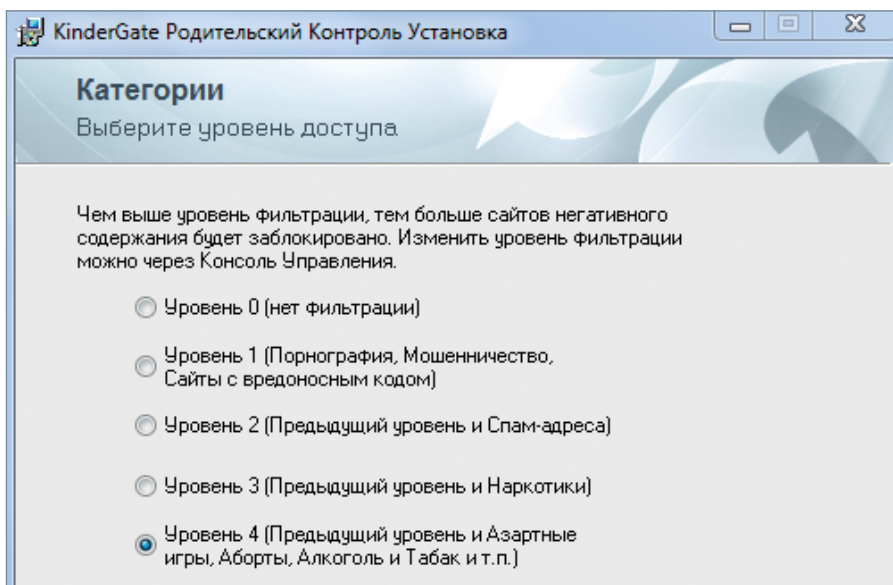 KinderGate Родительский Контроль Установка
Категории
Выберите уровень доступа
Чем выше уровень фильтрации, тем больше сайтов негативного
содержания будет заблокировано. Изменить уровень фильтрации
можно через Консоль Управления.
Уровень 0 (нет фильтрации)
Уровень 1 (Порнография, Мошенничество,
Сайты с вредоносным кодом)
Уровень 2 (Предыдущий уровень и Спам-адреса)
Уровень 3 (Предыдущий уровень и Наркотики)
Уровень 4 (Предыдущий уровень и Азартные
игры, Аборты, Алкоголь и Табак и т.п.)